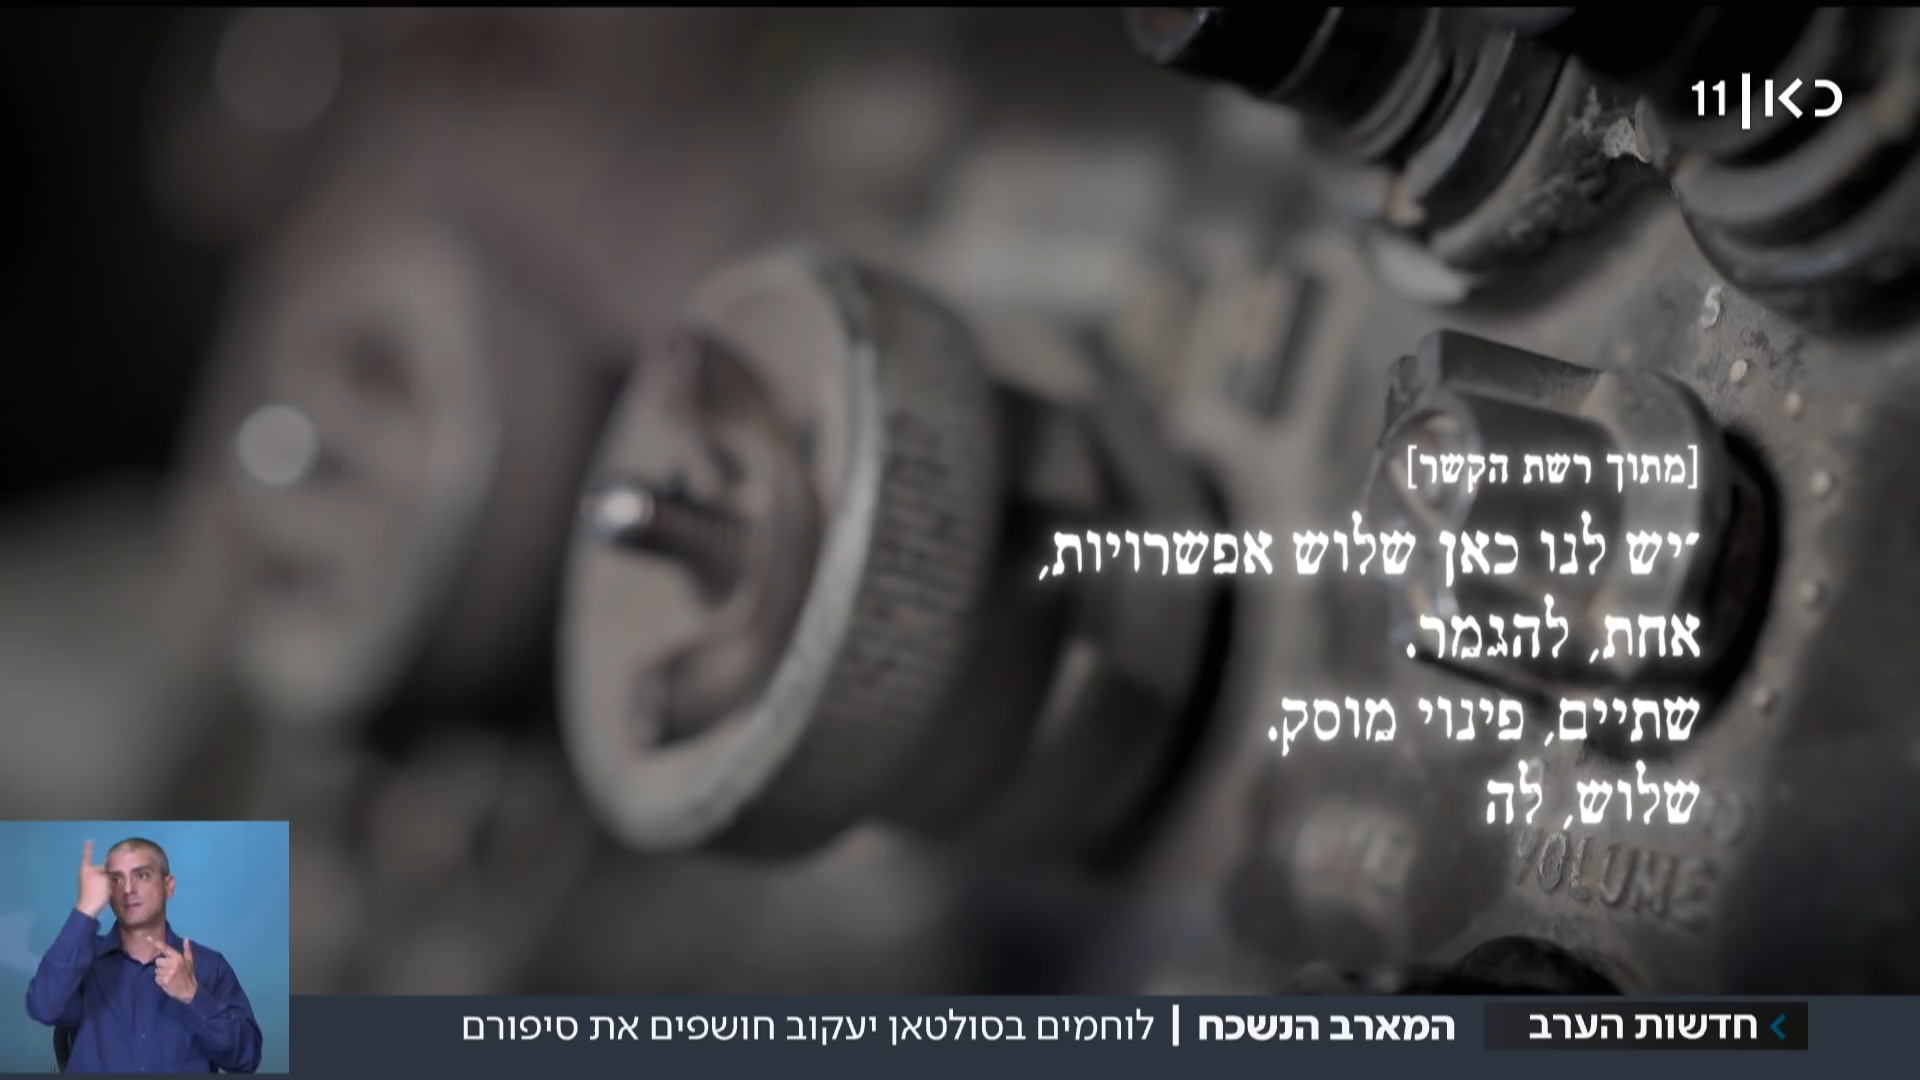 כאן 11
[מתוך רשת הקשר]
"יש לנו כאן שלוש אפשרויות,
אחת, להגמר.
שתיים, פינוי מוסק.
שלוש, לה
VOLUME
חדשות הערב
המארב הנשכח | לוחמים בסולטאן יעקוב חושפים את סיפורם